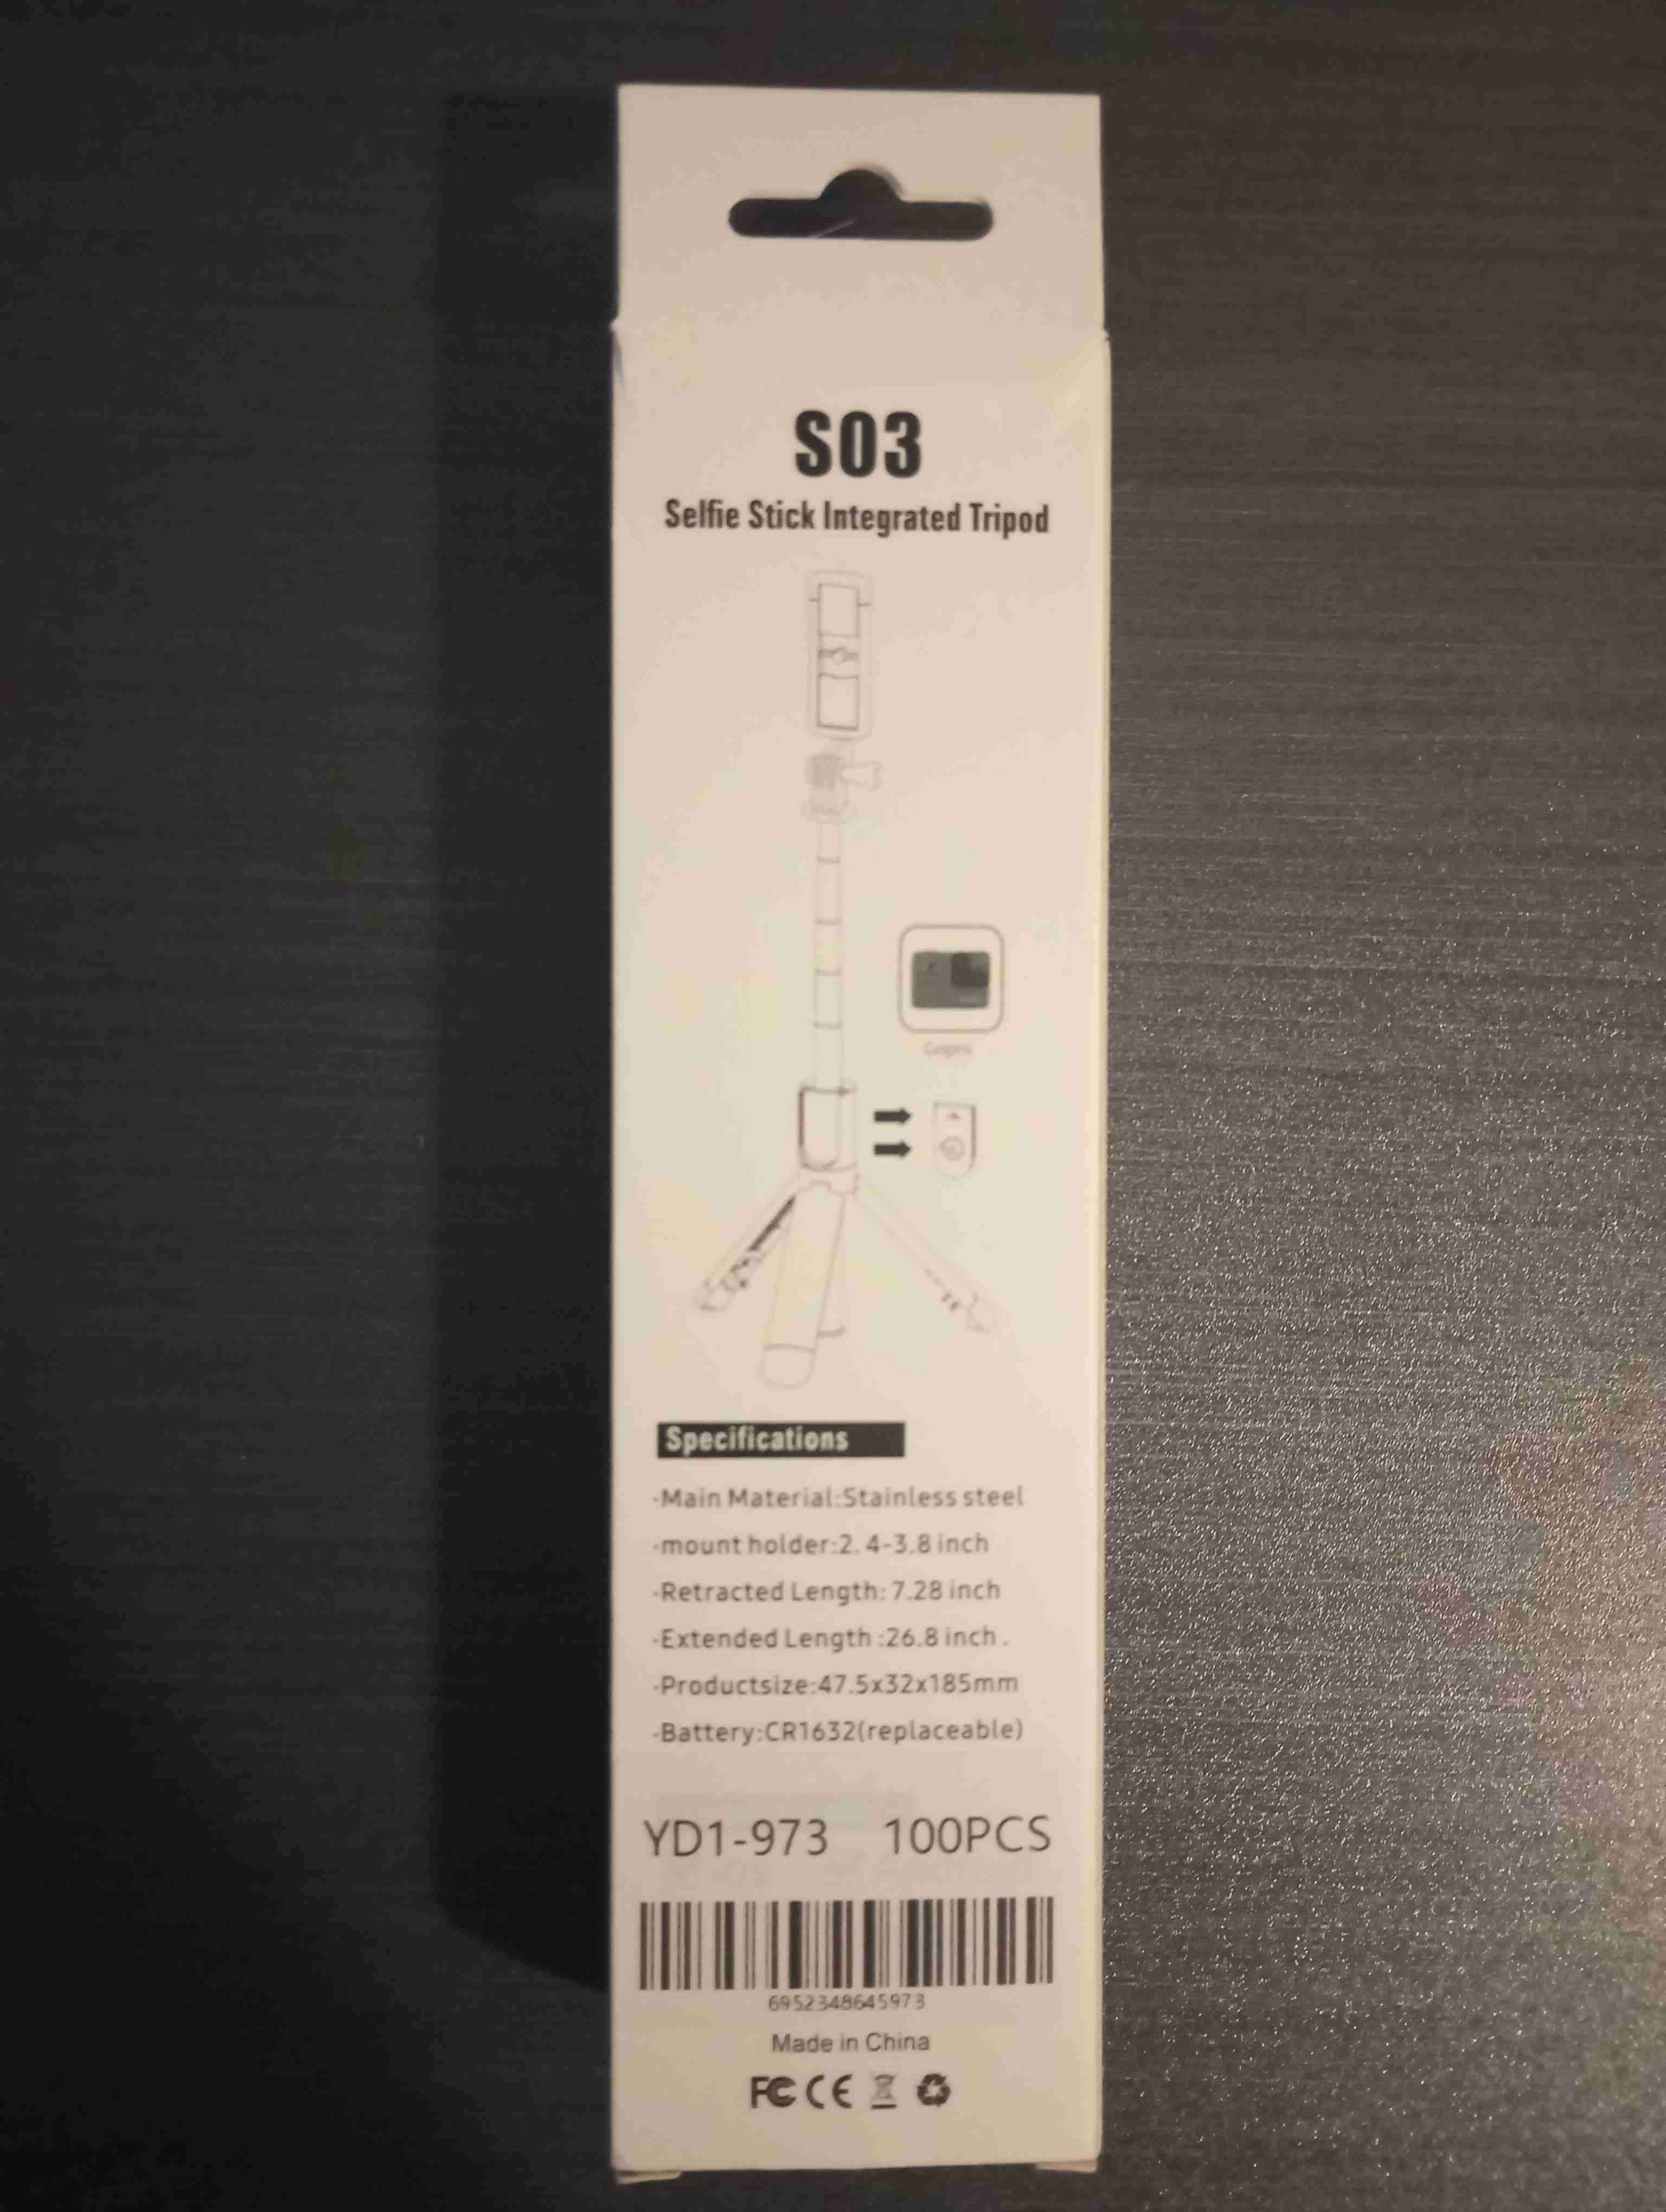 S03
Selfie Stick Integrated Tripod
Gopro
Specifications
·Main Material:Stainless steel
·mount holder:2. 4-3.8 inch
·Retracted Length: 7.28 inch
·Extended Length :26.8 inch .
·Productsize:47.5x32x185mm
·Battery:CR1632(replaceable)
YD1-973 100PCS
6952348645973
Made in China
FC CE